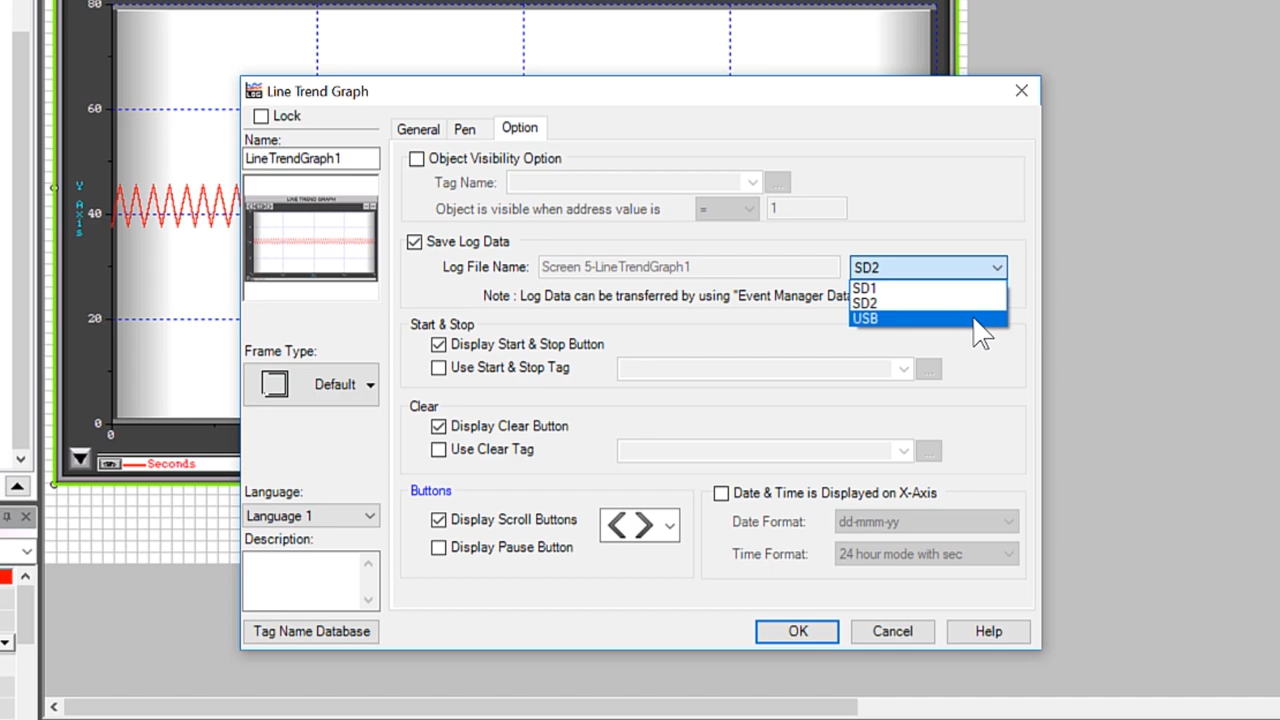 80
60
40
20
0
0
Y Axis
Seconds
Line Trend Graph
Lock
Name:
LineTrendGraph1
LINE TREND GRAPH
Frame Type:
Default
Language:
Language 1
Description:
Tag Name Database
General Pen Option
Object Visibility Option
Tag Name:
...
Object is visible when address value is = 1
Save Log Data
Log File Name: Screen 5-LineTrendGraph1 SD2
SD1
SD2
USB
Note : Log Data can be transferred by using "Event Manager Data
Start & Stop
Display Start & Stop Button
Use Start & Stop Tag ...
Clear
Display Clear Button
Use Clear Tag ...
Buttons
Display Scroll Buttons
Display Pause Button
Date & Time is Displayed on X-Axis
Date Format: dd-mmm-yy
Time Format: 24 hour mode with sec
OK Cancel Help